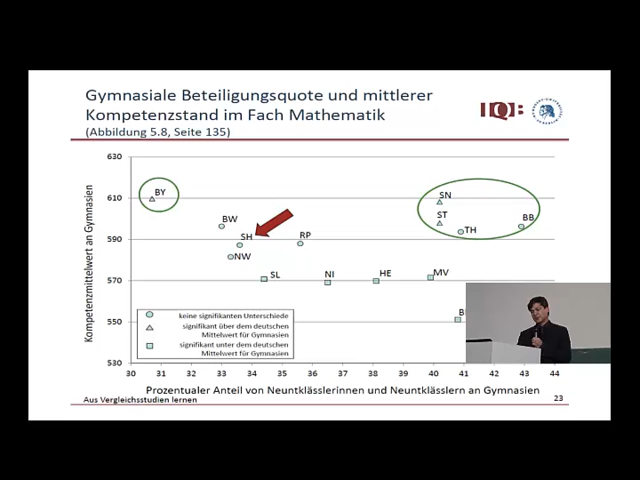 Gymnasiale Beteiligungsquote und mittlerer
Kompetenzstand im Fach Mathematik
(Abbildung 5.8, Seite 135)
IQB
Kompetenzmittelwert an Gymnasien
630
610
590
570
550
530
BY
BW
SH
NW
RP
SL
NI
HE
MV
SN
ST
TH
BB
keine signifikanten Unterschiede
signifikant über dem deutschen
Mittelwert für Gymnasien
signifikant unter dem deutschen
Mittelwert für Gymnasien
30 31 32 33 34 35 36 37 38 39 40 41 42 43 44
Prozentualer Anteil von Neuntklässlerinnen und Neuntklässlern an Gymnasien
Aus Vergleichsstudien lernen
23